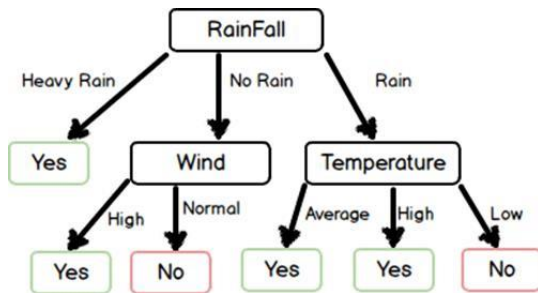 RainFall
Heavy Rain No Rain Rain
Yes Wind Temperature
High Normal Average High Low
Yes No Yes Yes No